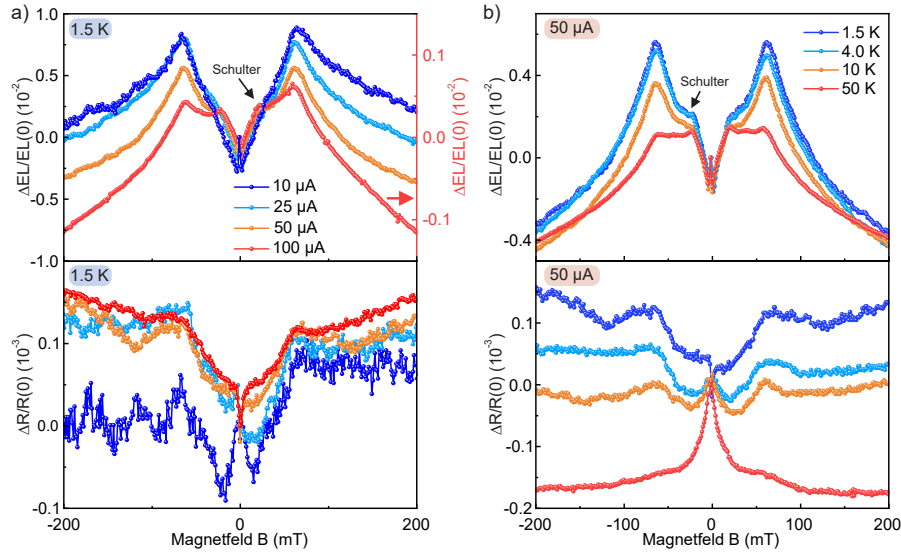 a)
1.5 K
ΔEL/EL(0) (10⁻²)
1.0
0.5
0.0
-0.5
-1.0
Schulter
10 µA
25 µA
50 µA
100 µA
0.1
0.0
-0.1
ΔEL/EL(0) (10⁻²)
1.5 K
ΔR/R(0) (10⁻³)
0.1
0.0
-0.1
-200
-100
0
100
200
Magnetfeld B (mT)
b)
50 µA
ΔEL/EL(0) (10⁻²)
0.4
0.0
-0.4
Schulter
1.5 K
4.0 K
10 K
50 K
50 µA
ΔR/R(0) (10⁻³)
0.1
0.0
-0.1
-0.2
-200
-100
0
100
200
Magnetfeld B (mT)